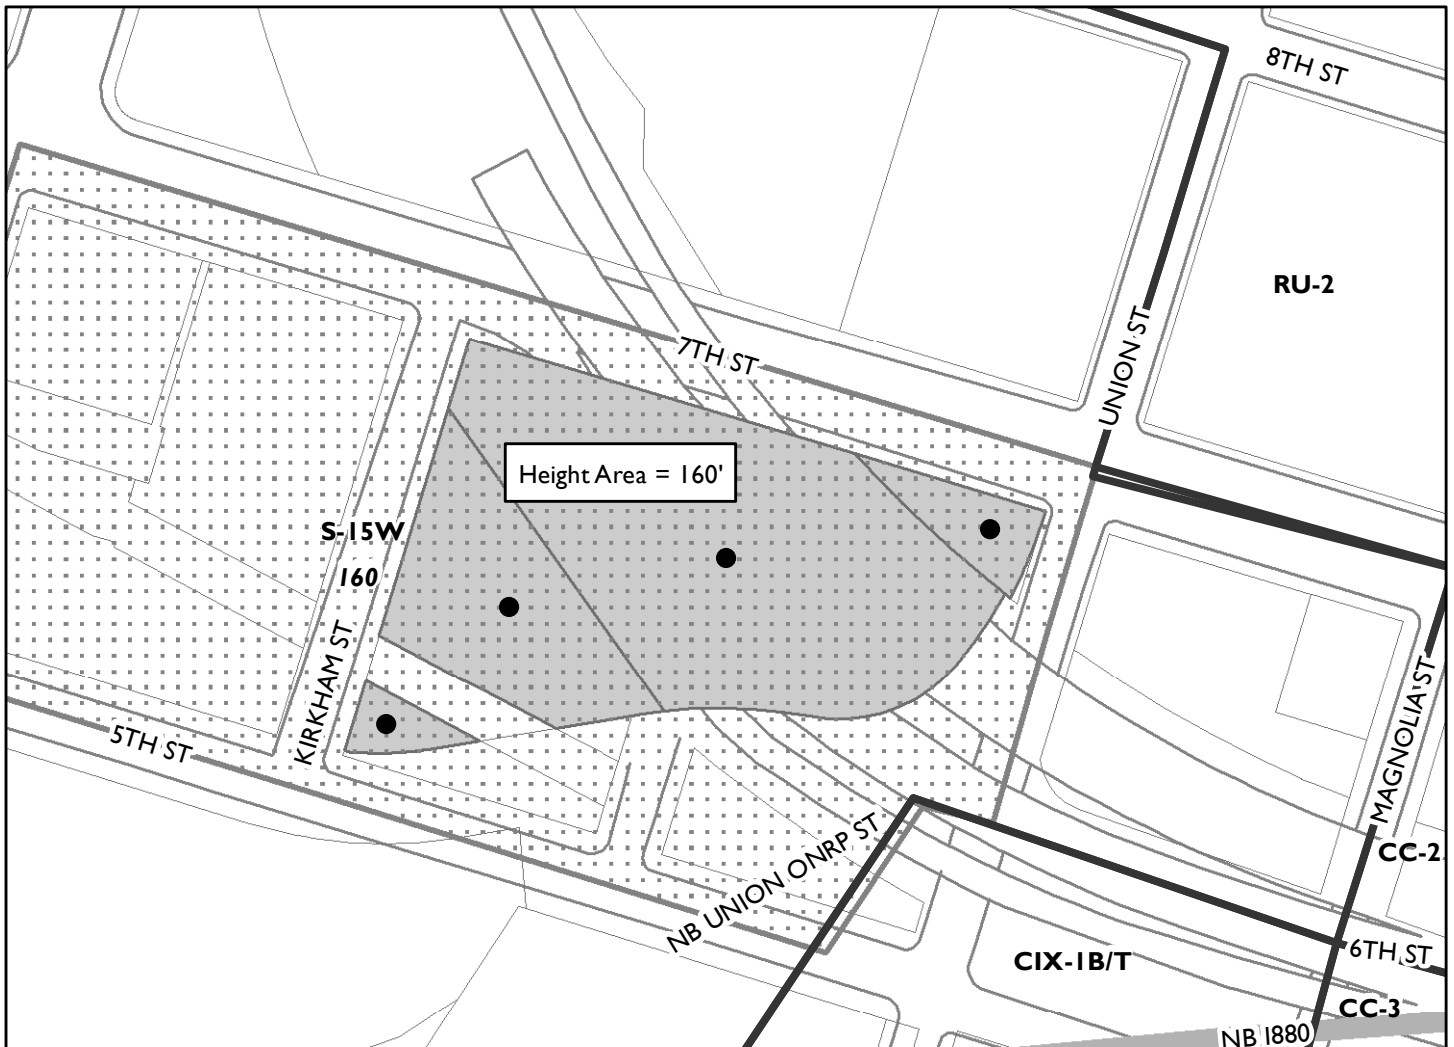 8TH ST
RU-2
UNION ST
7TH ST
Height Area = 160'
S-15W
160
KIRKHAM ST
MAGNOLIA ST
5TH ST
NB UNION ONRP ST
CC-2
6TH ST
CIX-1B/T
CC-3
NB I880